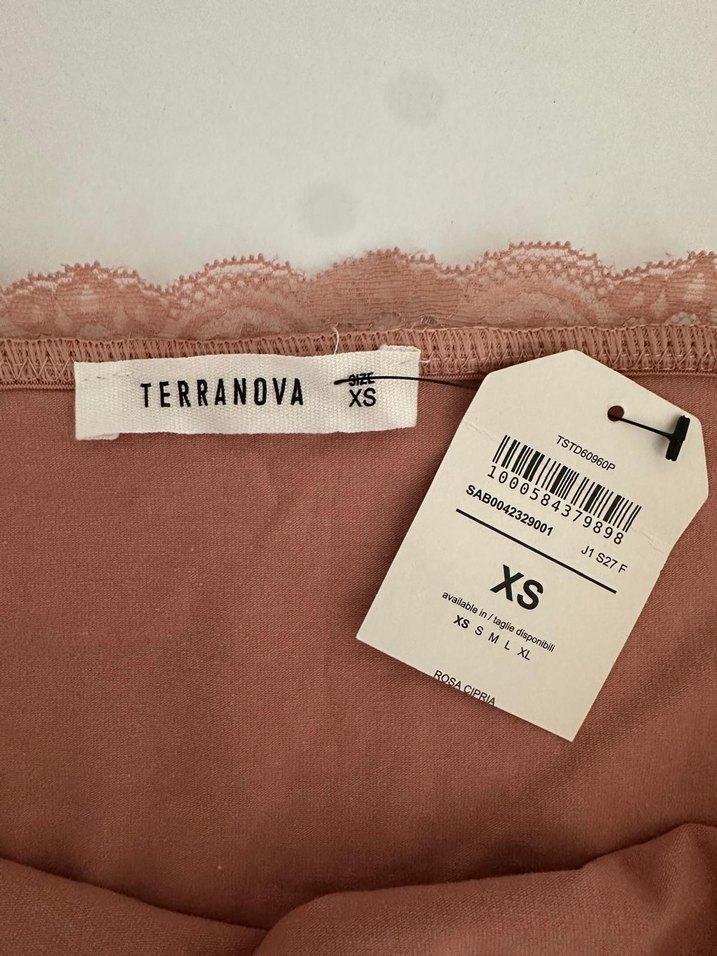 TERRANOVA
SIZE
XS
TSTD60960P
1000584379898
SAB0042329001
J1 S27 F
XS
available in / taglie disponibili
XS S M L XL
ROSA CIPRIA